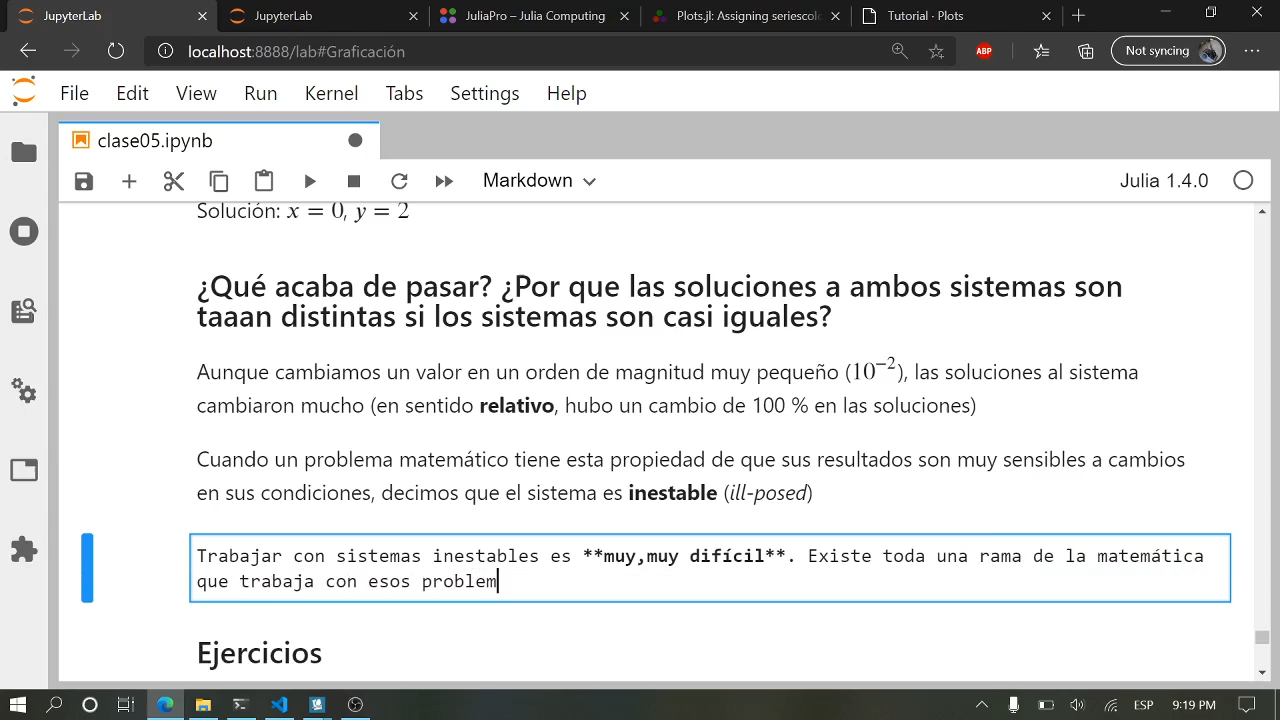 JupyterLab
JupyterLab
JuliaPro – Julia Computing
Plots.jl: Assigning seriescolo
Tutorial · Plots
localhost:8888/lab#Graficación
ABP
Not syncing
File Edit View Run Kernel Tabs Settings Help
clase05.ipynb
Markdown
Julia 1.4.0
Solución: x = 0, y = 2
¿Qué acaba de pasar? ¿Por que las soluciones a ambos sistemas son
taaan distintas si los sistemas son casi iguales?
Aunque cambiamos un valor en un orden de magnitud muy pequeño (10⁻²), las soluciones al sistema
cambiaron mucho (en sentido relativo, hubo un cambio de 100 % en las soluciones)
Cuando un problema matemático tiene esta propiedad de que sus resultados son muy sensibles a cambios
en sus condiciones, decimos que el sistema es inestable (ill-posed)
Trabajar con sistemas inestables es **muy,muy difícil**. Existe toda una rama de la matemática
que trabaja con esos problem
Ejercicios
ESP
9:19 PM